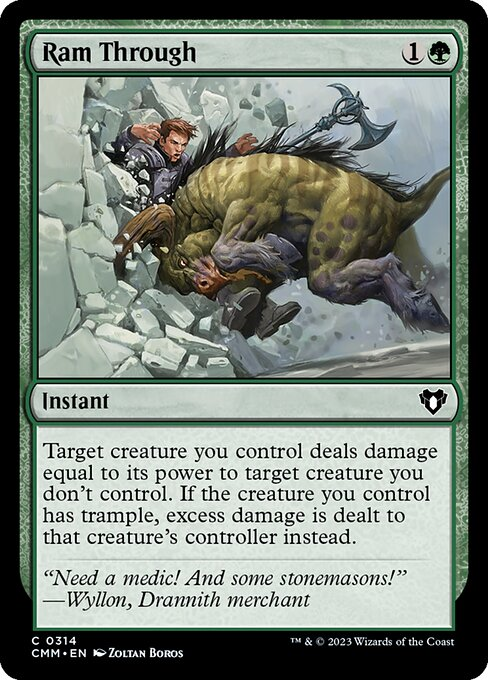 Ram Through 1
Instant
Target creature you control deals damage
equal to its power to target creature you
don't control. If the creature you control
has trample, excess damage is dealt to
that creature's controller instead.
“Need a medic! And some stonemasons!”
—Wyllon, Drannith merchant
C 0314
CMM • EN Zoltan Boros
™ & © 2023 Wizards of the Coast